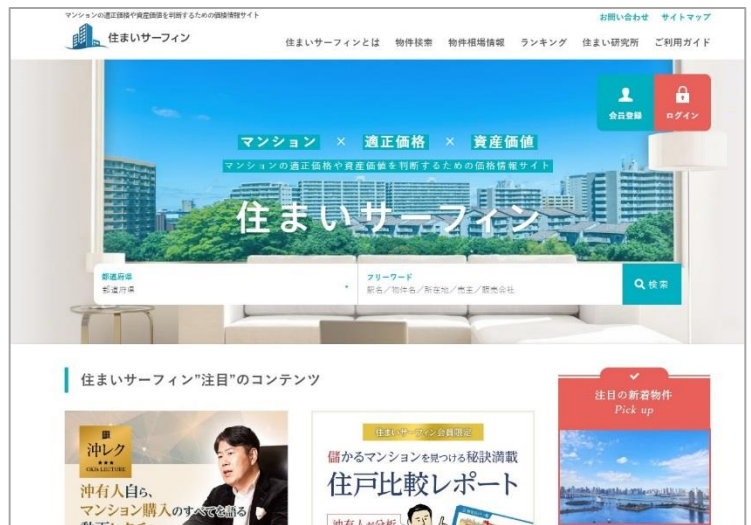 マンションの適正価格や資産価値を判断するための価格情報サイト
お問い合わせ サイトマップ
住まいサーフィン
住まいサーフィンとは 物件検索 物件相場情報 ランキング 住まい研究所 ご利用ガイド
会員登録
ログイン
マンション × 適正価格 × 資産価値
マンションの適正価格や資産価値を判断するための価格情報サイト
住まいサーフィン
都道府県
都道府県
フリーワード
駅名／物件名／所在地／売主／販売会社
検索
住まいサーフィン"注目"のコンテンツ
注目の新着物件
Pick up
沖レク
OKI's LECTURE
沖有人自ら、
マンション購入のすべてを語る
住まいサーフィン会員限定
儲かるマンションを見つける秘訣満載
住戸比較レポート
沖有人が分析